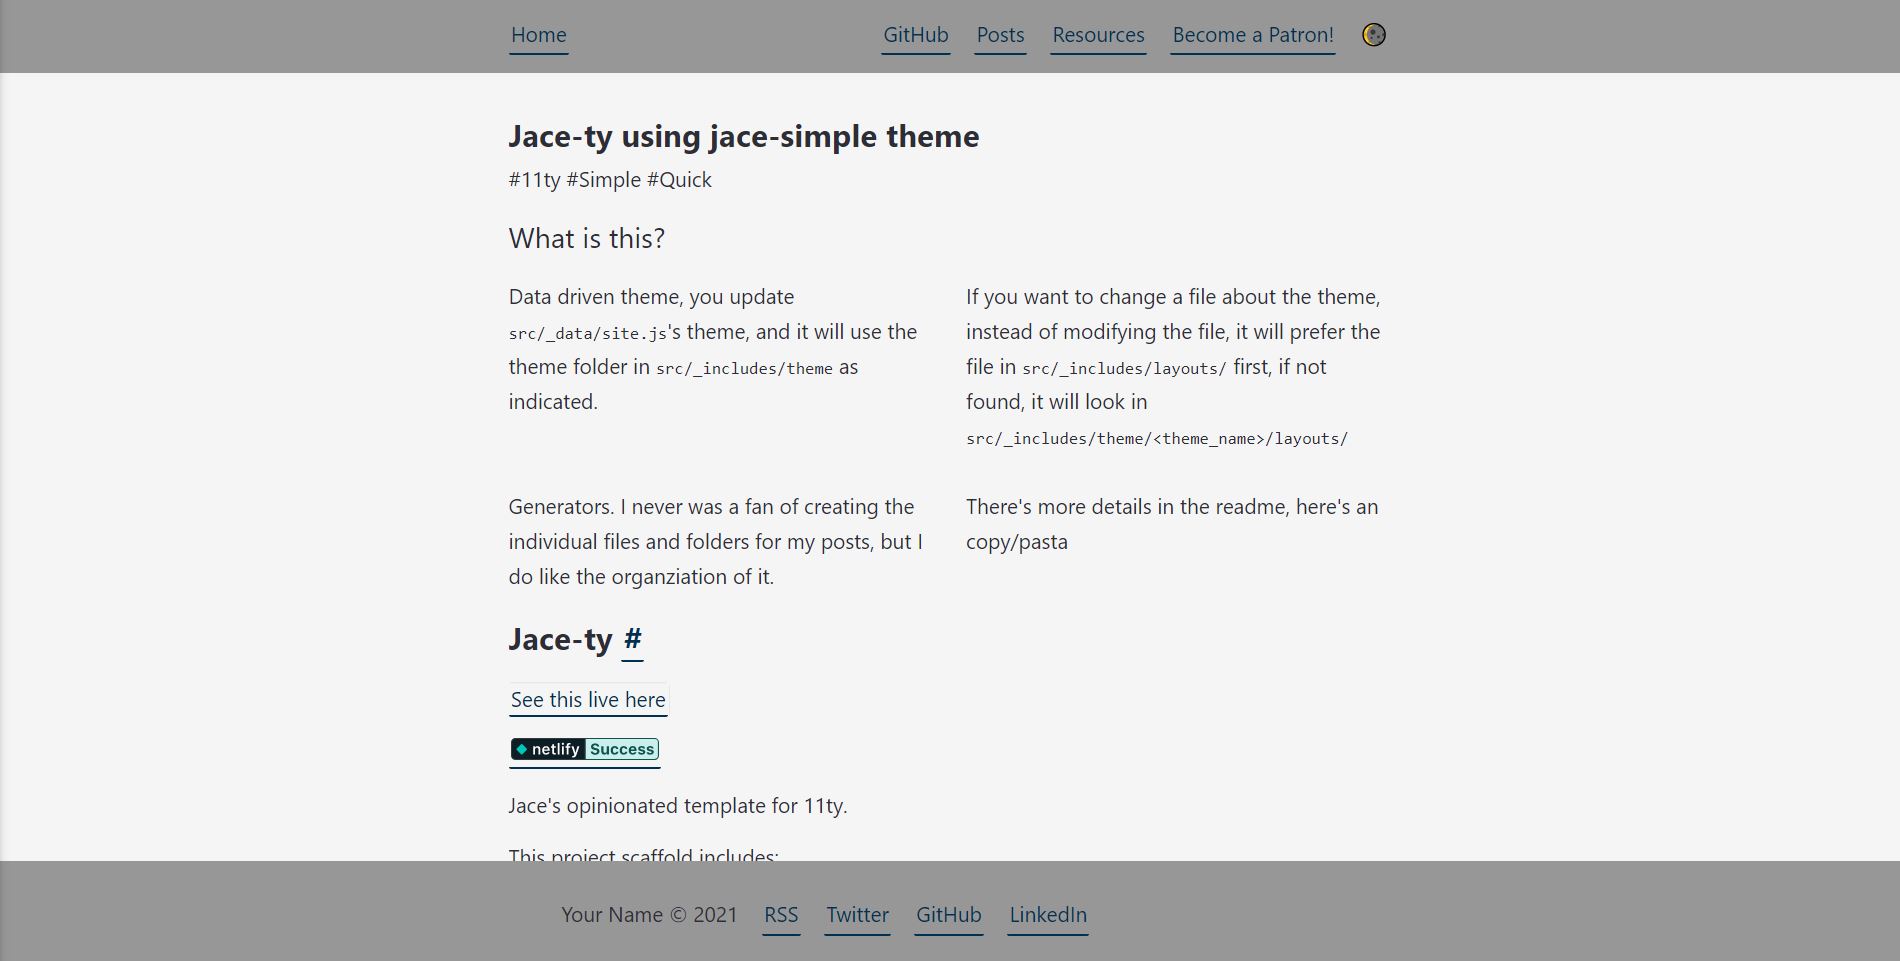 Home GitHub Posts Resources Become a Patron!
Jace-ty using jace-simple theme
#11ty #Simple #Quick
What is this?
Data driven theme, you update
src/_data/site.js's theme, and it will use the
theme folder in src/_includes/theme as
indicated.
If you want to change a file about the theme,
instead of modifying the file, it will prefer the
file in src/_includes/layouts/ first, if not
found, it will look in
src/_includes/theme/<theme_name>/layouts/
Generators. I never was a fan of creating the
individual files and folders for my posts, but I
do like the organziation of it.
There's more details in the readme, here's an
copy/pasta
Jace-ty #
See this live here
netlify Success
Jace's opinionated template for 11ty.
This project scaffold includes:
Your Name © 2021 RSS Twitter GitHub LinkedIn